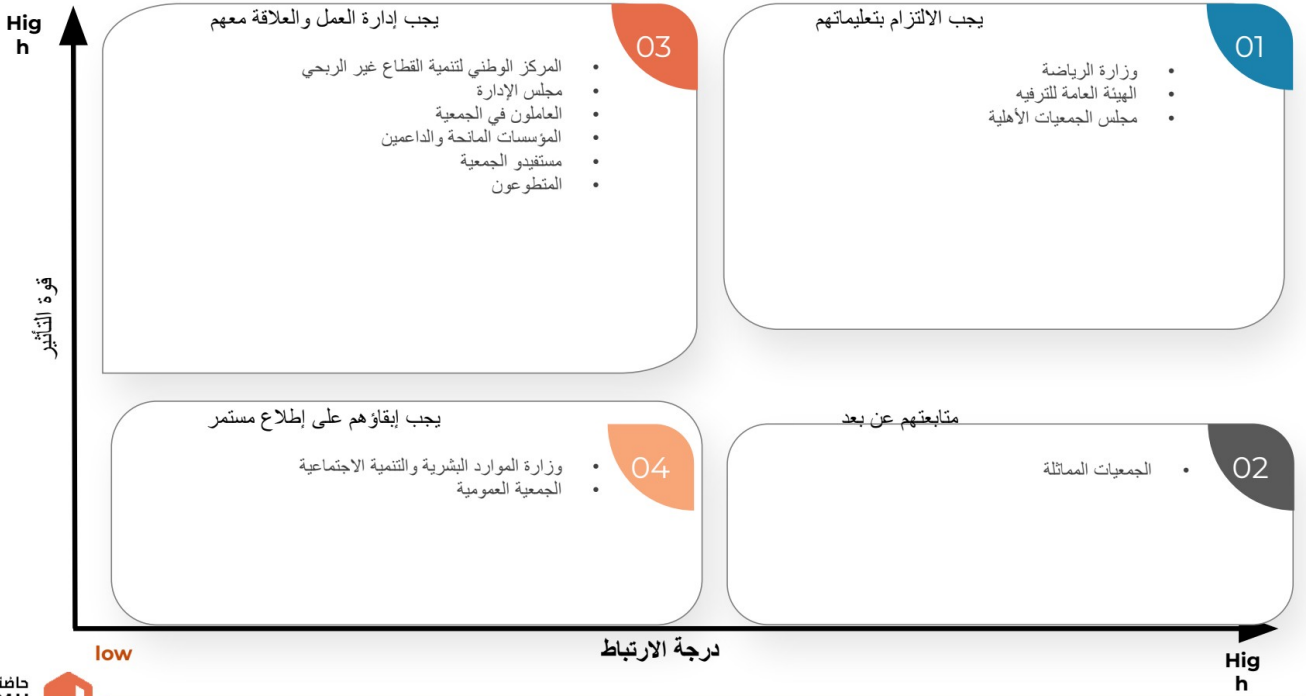 High
يجب إدارة العمل والعلاقة معهم
03
المركز الوطني لتنمية القطاع غير الربحي
مجلس الإدارة
العاملون في الجمعية
المؤسسات المانحة والداعمين
مستفيدو الجمعية
المتطوعون
يجب الالتزام بتعليماتهم
01
وزارة الرياضة
الهيئة العامة للترفيه
مجلس الجمعيات الأهلية
قوة التأثير
يجب إبقاؤهم على إطلاع مستمر
04
وزارة الموارد البشرية والتنمية الاجتماعية
الجمعية العمومية
متابعتهم عن بعد
02
الجمعيات المماثلة
low
درجة الارتباط
High